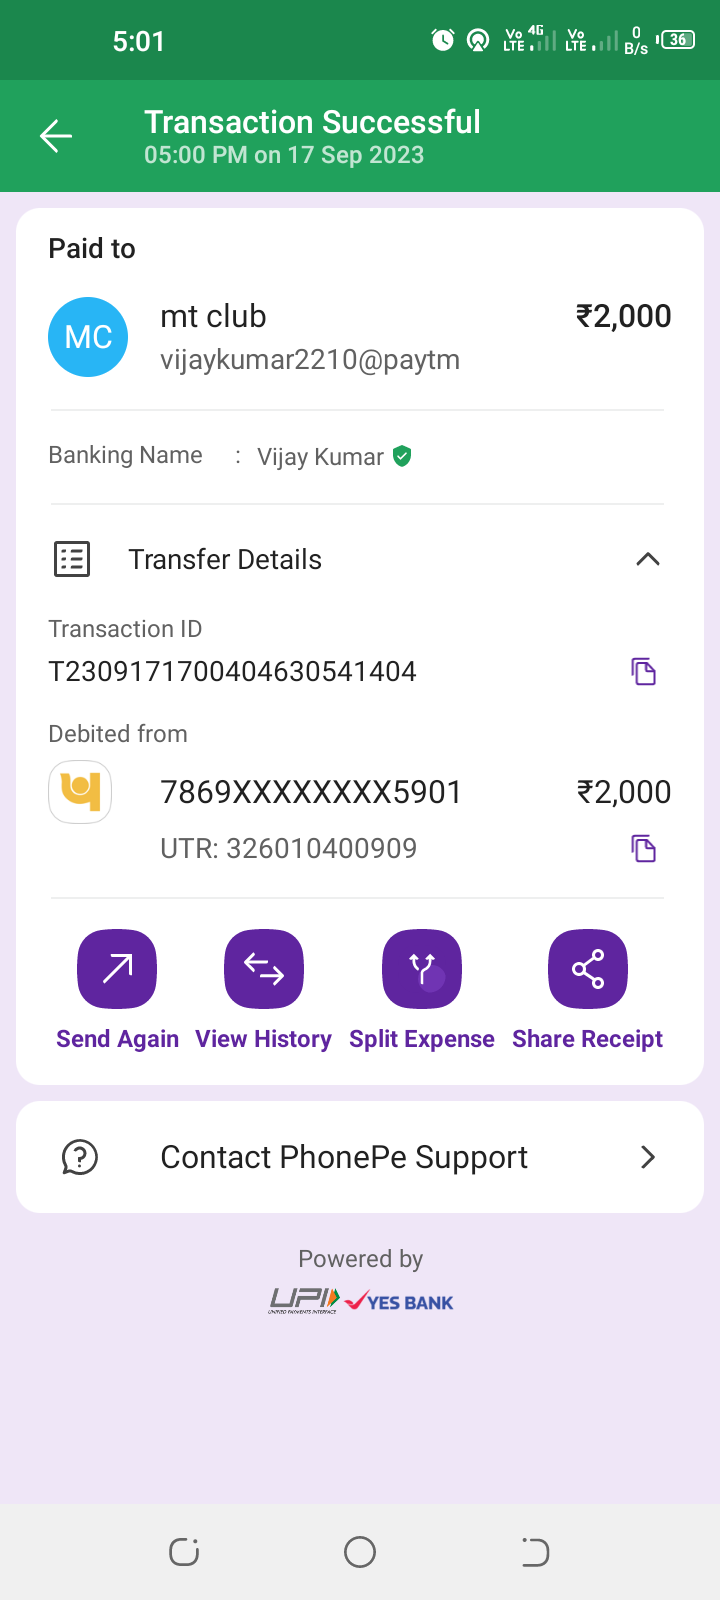 5:01
Vo LTE 4G Vo LTE 0 B/s 36
Transaction Successful
05:00 PM on 17 Sep 2023
Paid to
MC
mt club
₹2,000
vijaykumar2210@paytm
Banking Name : Vijay Kumar
Transfer Details
Transaction ID
T2309171700404630541404
Debited from
7869XXXXXXXX5901
₹2,000
UTR: 326010400909
Send Again View History Split Expense Share Receipt
Contact PhonePe Support
Powered by
UPI YES BANK
UNIFIED PAYMENTS INTERFACE